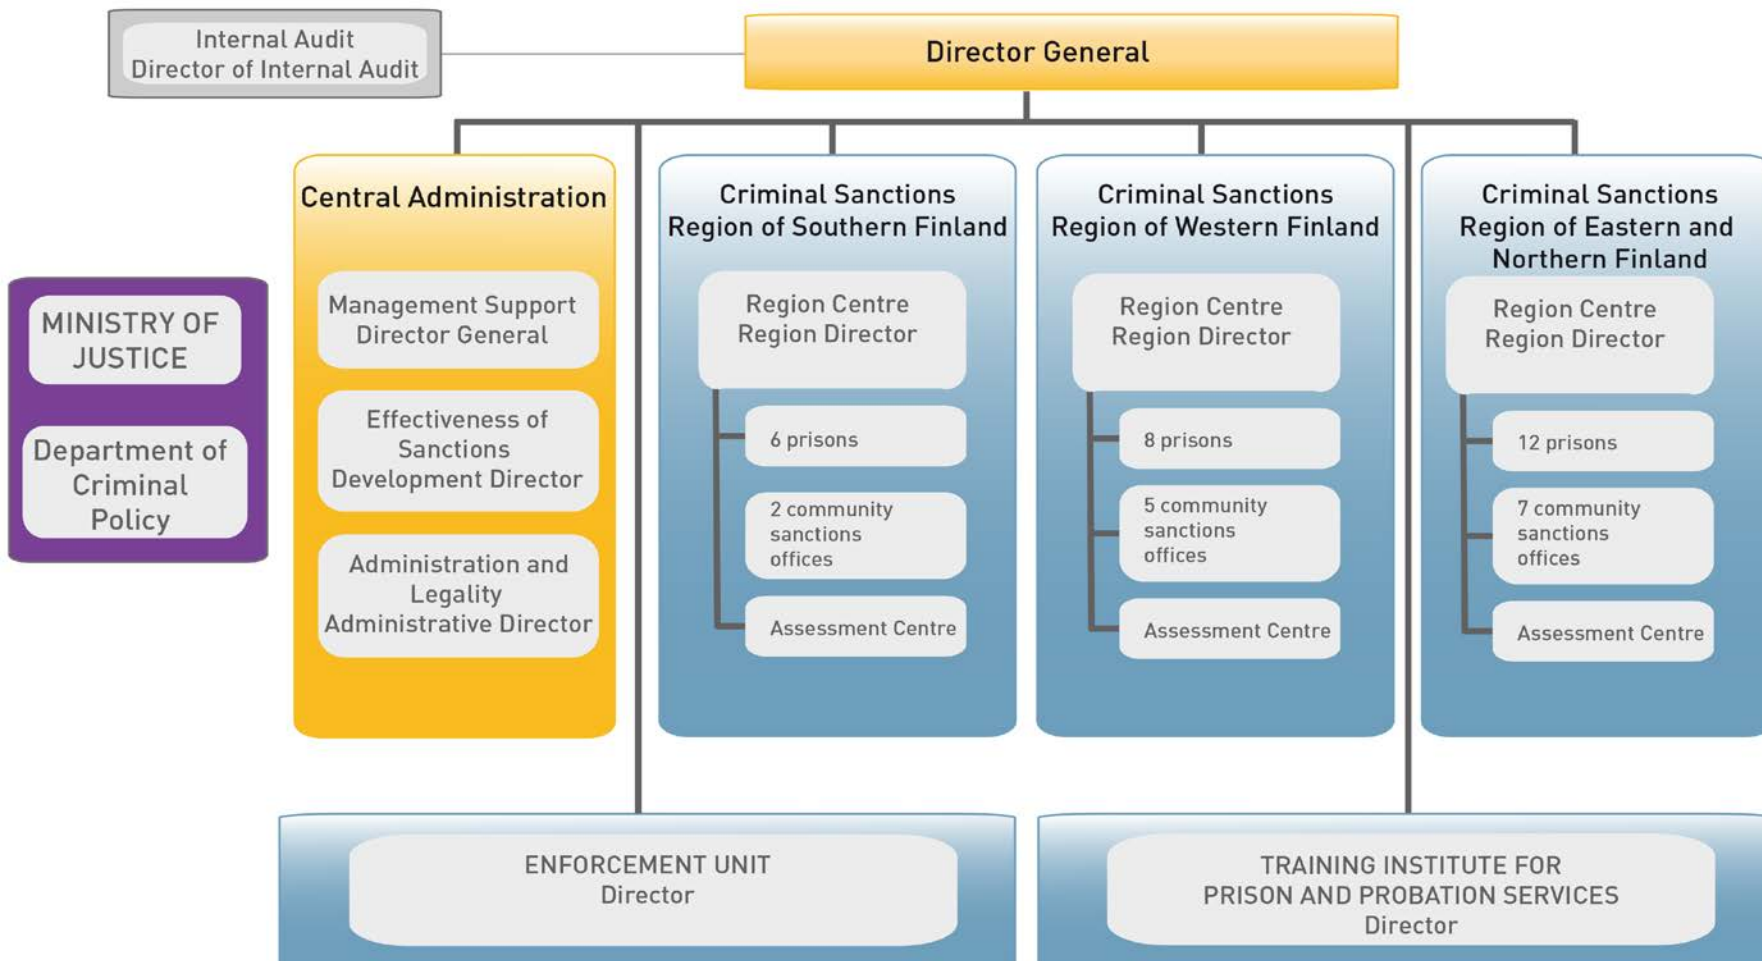 Internal Audit
Director of Internal Audit
Director General
MINISTRY OF
JUSTICE
Department of
Criminal
Policy
Central Administration
Management Support
Director General
Effectiveness of
Sanctions
Development Director
Administration and
Legality
Administrative Director
Criminal Sanctions
Region of Southern Finland
Region Centre
Region Director
6 prisons
2 community
sanctions
offices
Assessment Centre
Criminal Sanctions
Region of Western Finland
Region Centre
Region Director
8 prisons
5 community
sanctions
offices
Assessment Centre
Criminal Sanctions
Region of Eastern and
Northern Finland
Region Centre
Region Director
12 prisons
7 community
sanctions
offices
Assessment Centre
ENFORCEMENT UNIT
Director
TRAINING INSTITUTE FOR
PRISON AND PROBATION SERVICES
Director